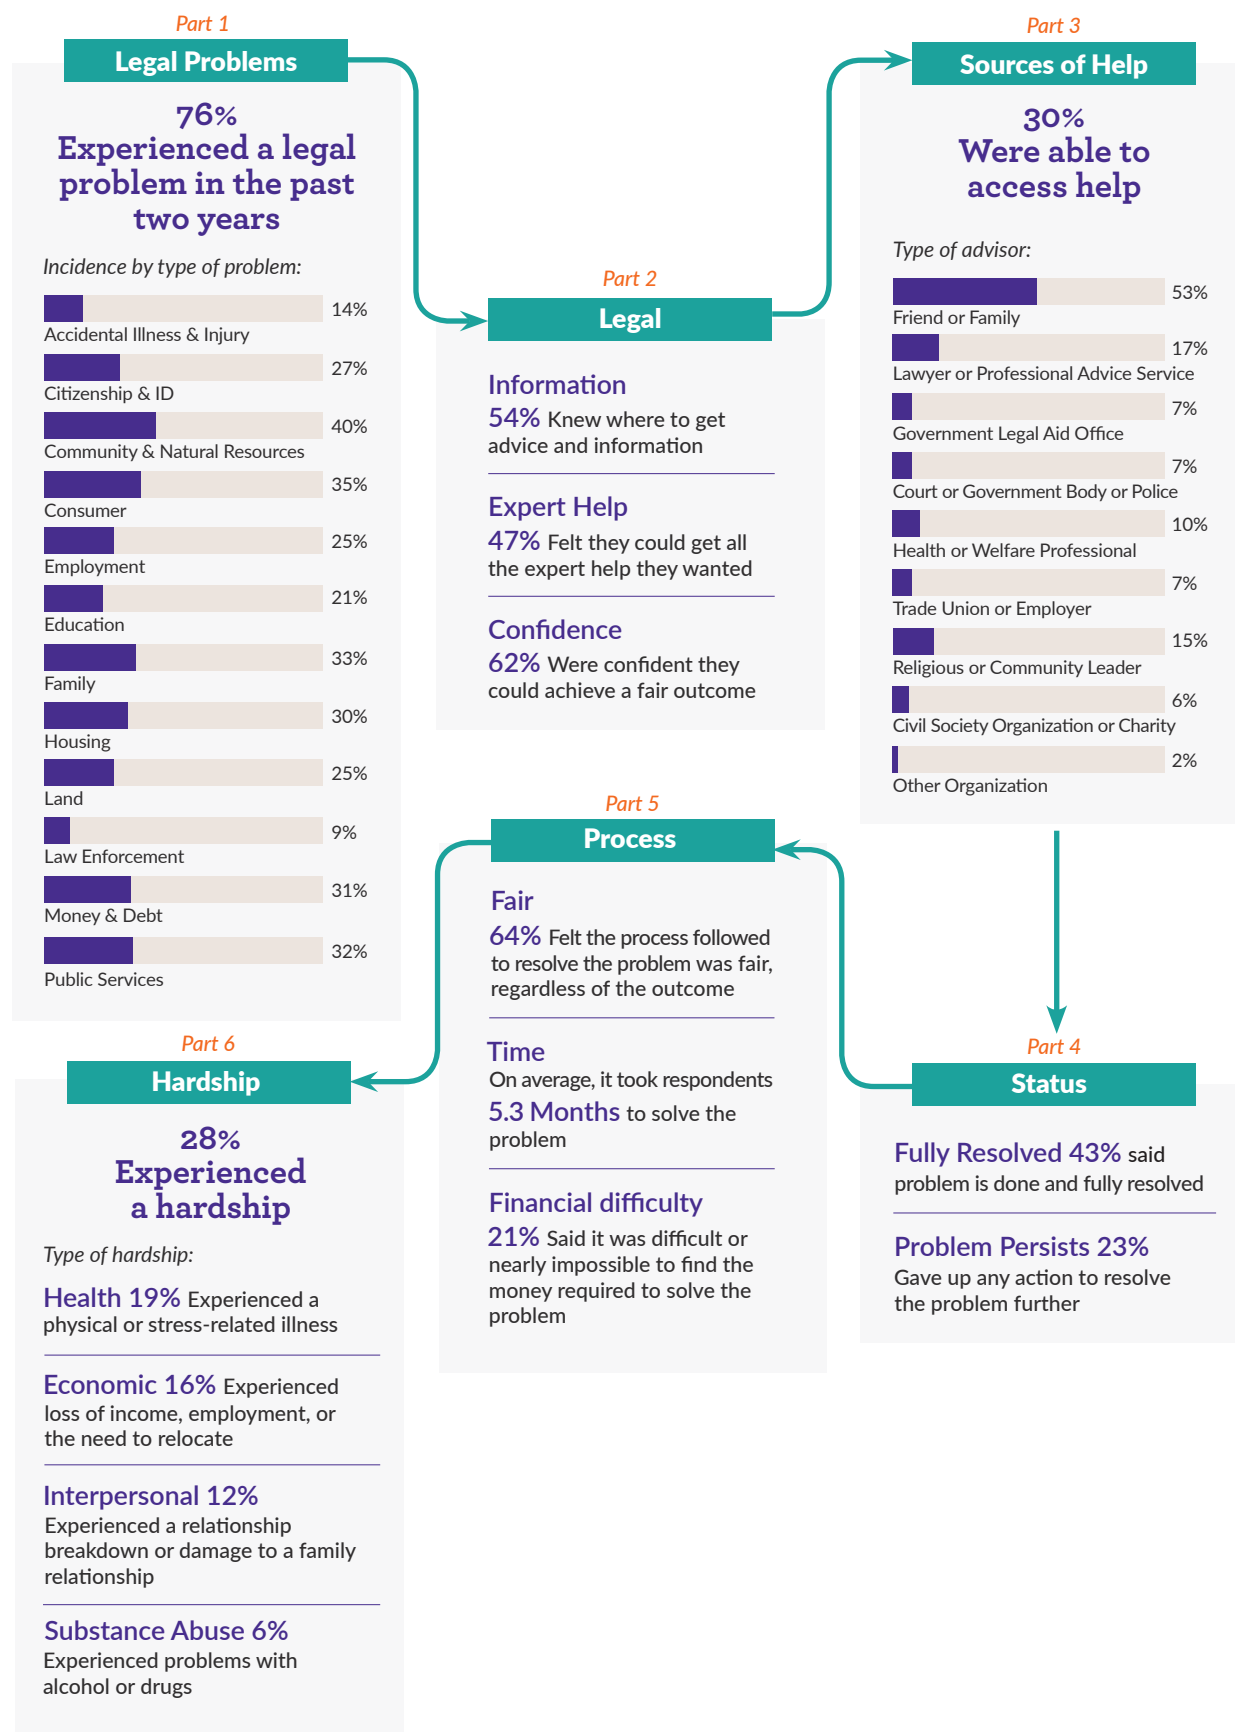 Part 1
Legal Problems
76%
Experienced a legal
problem in the past
two years
Incidence by type of problem:
14%
Accidental Illness & Injury
27%
Citizenship & ID
40%
Community & Natural Resources
35%
Consumer
25%
Employment
21%
Education
33%
Family
30%
Housing
25%
Land
9%
Law Enforcement
31%
Money & Debt
32%
Public Services
Part 2
Legal
Information
54% Knew where to get
advice and information
Expert Help
47% Felt they could get all
the expert help they wanted
Confidence
62% Were confident they
could achieve a fair outcome
Part 3
Sources of Help
30%
Were able to
access help
Type of advisor:
53%
Friend or Family
17%
Lawyer or Professional Advice Service
7%
Government Legal Aid Office
7%
Court or Government Body or Police
10%
Health or Welfare Professional
7%
Trade Union or Employer
15%
Religious or Community Leader
6%
Civil Society Organization or Charity
2%
Other Organization
Part 4
Status
Fully Resolved 43% said
problem is done and fully resolved
Problem Persists 23%
Gave up any action to resolve
the problem further
Part 5
Process
Fair
64% Felt the process followed
to resolve the problem was fair,
regardless of the outcome
Time
On average, it took respondents
5.3 Months to solve the
problem
Financial difficulty
21% Said it was difficult or
nearly impossible to find the
money required to solve the
problem
Part 6
Hardship
28%
Experienced
a hardship
Type of hardship:
Health 19% Experienced a
physical or stress-related illness
Economic 16% Experienced
loss of income, employment, or
the need to relocate
Interpersonal 12%
Experienced a relationship
breakdown or damage to a family
relationship
Substance Abuse 6%
Experienced problems with
alcohol or drugs